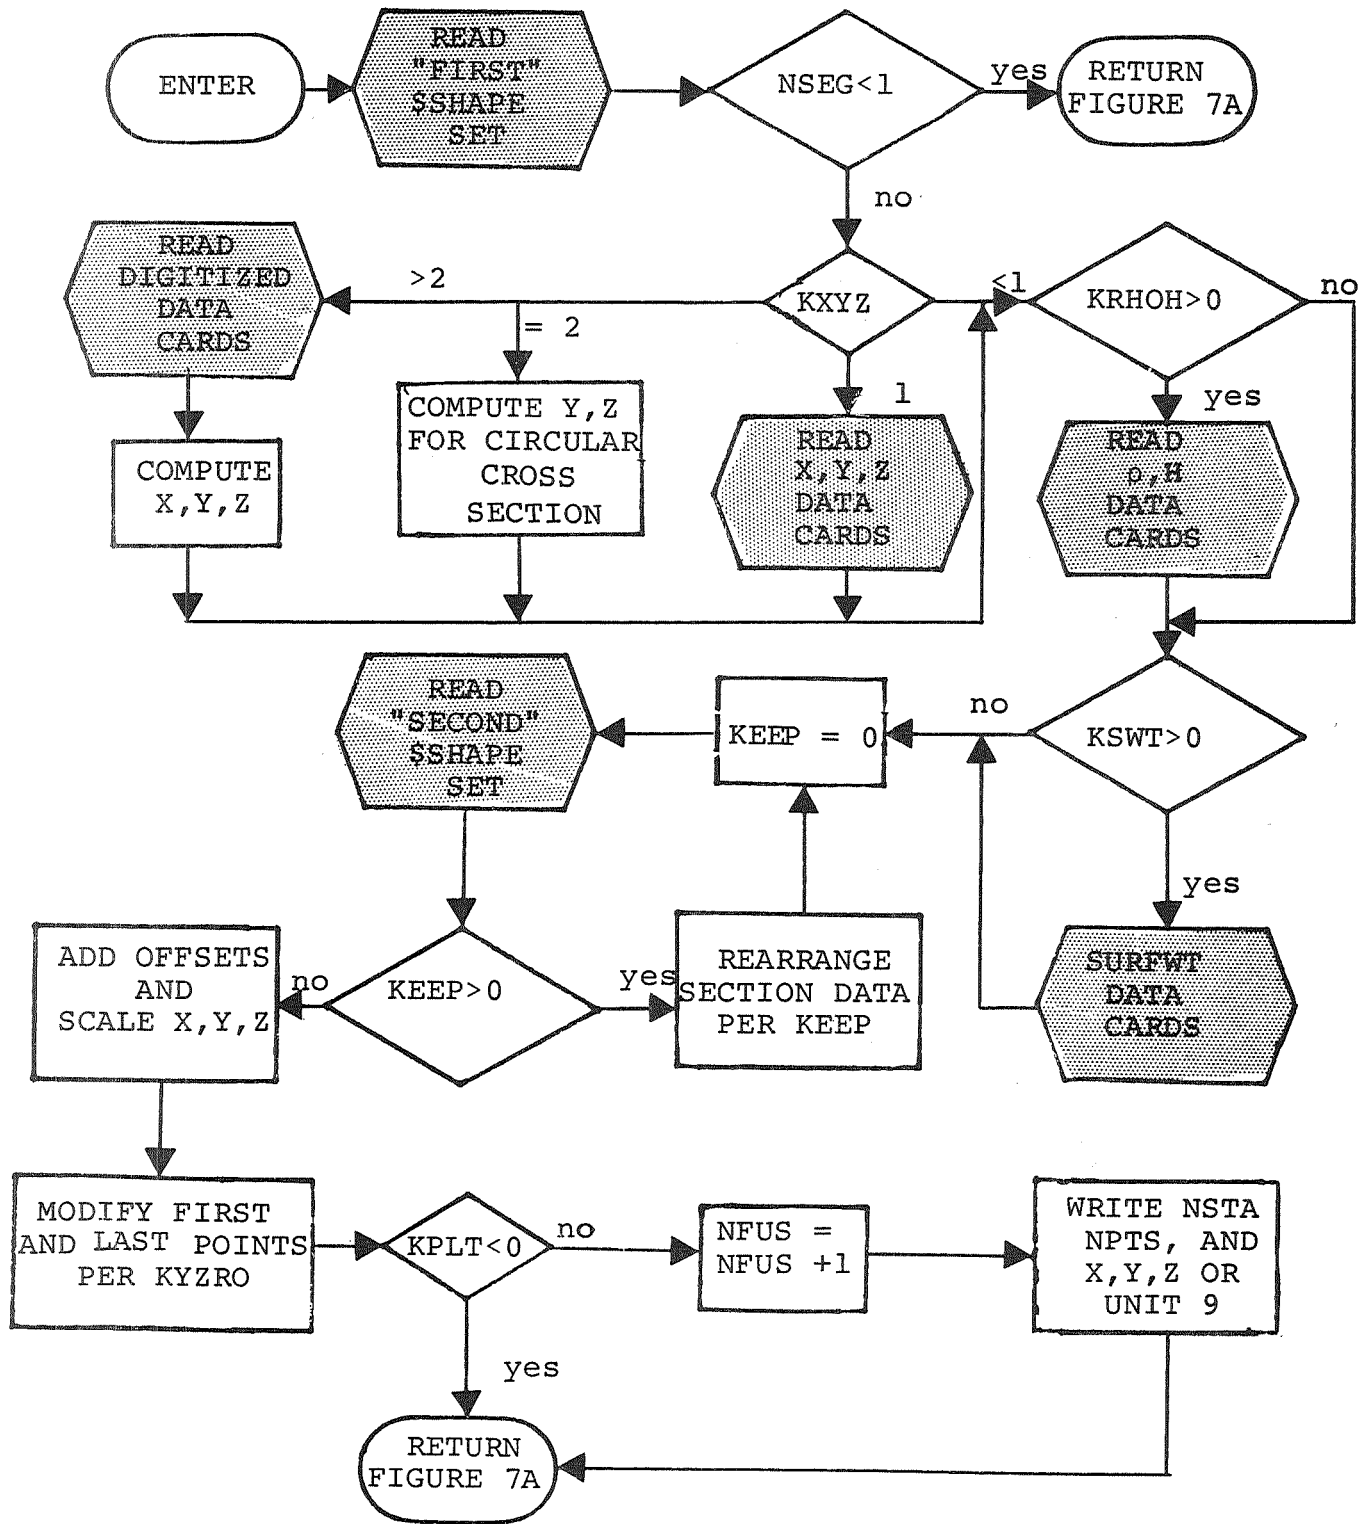 ENTER
READ
"FIRST"
$SHAPE
SET
NSEG<1
yes
RETURN
FIGURE 7A
no
READ
DIGITIZED
DATA
CARDS
>2
= 2
KXYZ
<1
KRHOH>0
no
1
yes
COMPUTE
X,Y,Z
COMPUTE Y,Z
FOR CIRCULAR
CROSS
SECTION
READ
X,Y,Z
DATA
CARDS
READ
ρ,H
DATA
CARDS
READ
"SECOND"
$SHAPE
SET
KEEP = 0
no
KSWT>0
yes
ADD OFFSETS
AND
SCALE X,Y,Z
no
KEEP>0
yes
REARRANGE
SECTION DATA
PER KEEP
SURFWT
DATA
CARDS
MODIFY FIRST
AND LAST POINTS
PER KYZRO
KPLT<0
no
NFUS =
NFUS +1
WRITE NSTA
NPTS, AND
X,Y,Z OR
UNIT 9
yes
RETURN
FIGURE 7A